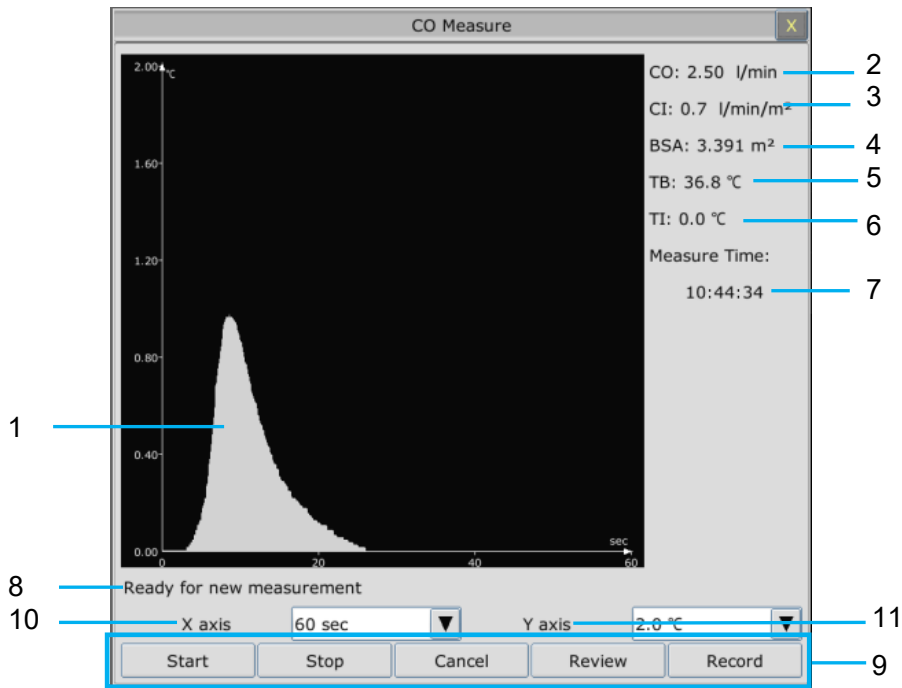 CO Measure X
2.00 ℃
1.60
1.20
0.80
0.40
0.00
0 20 40 60
sec
CO: 2.50 l/min 2
CI: 0.7 l/min/m² 3
BSA: 3.391 m² 4
TB: 36.8 ℃ 5
TI: 0.0 ℃ 6
Measure Time:
10:44:34 7
1
8 Ready for new measurement
10 X axis 60 sec ▼ Y axis 2.0 ℃ ▼ 11
Start Stop Cancel Review Record 9